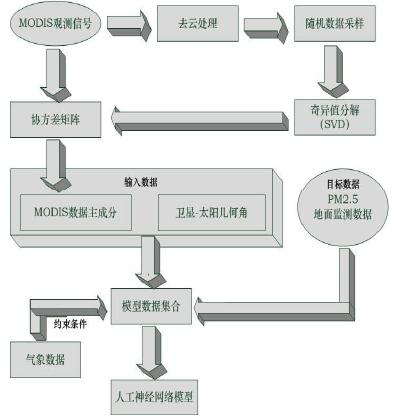 MODIS观测信号
去云处理
随机数据采样
奇异值分解
(SVD)
协方差矩阵
输入数据
MODIS数据主成分
卫星-太阳几何角
目标数据
PM2.5
地面监测数据
模型数据集合
约束条件
气象数据
人工神经网络模型